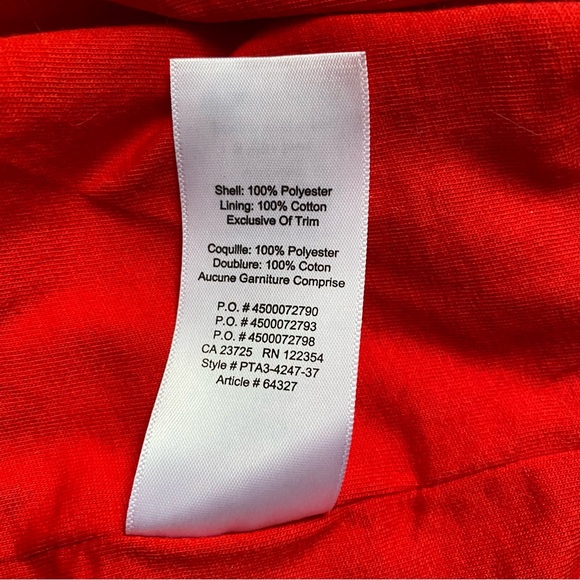 Shell: 100% Polyester
Lining: 100% Cotton
Exclusive Of Trim
Coquille: 100% Polyester
Doublure: 100% Coton
Aucune Garniture Comprise
P.O. # 4500072790
P.O. # 4500072793
P.O. # 4500072798
CA 23725 RN 122354
Style # PTA3-4247-37
Article # 64327